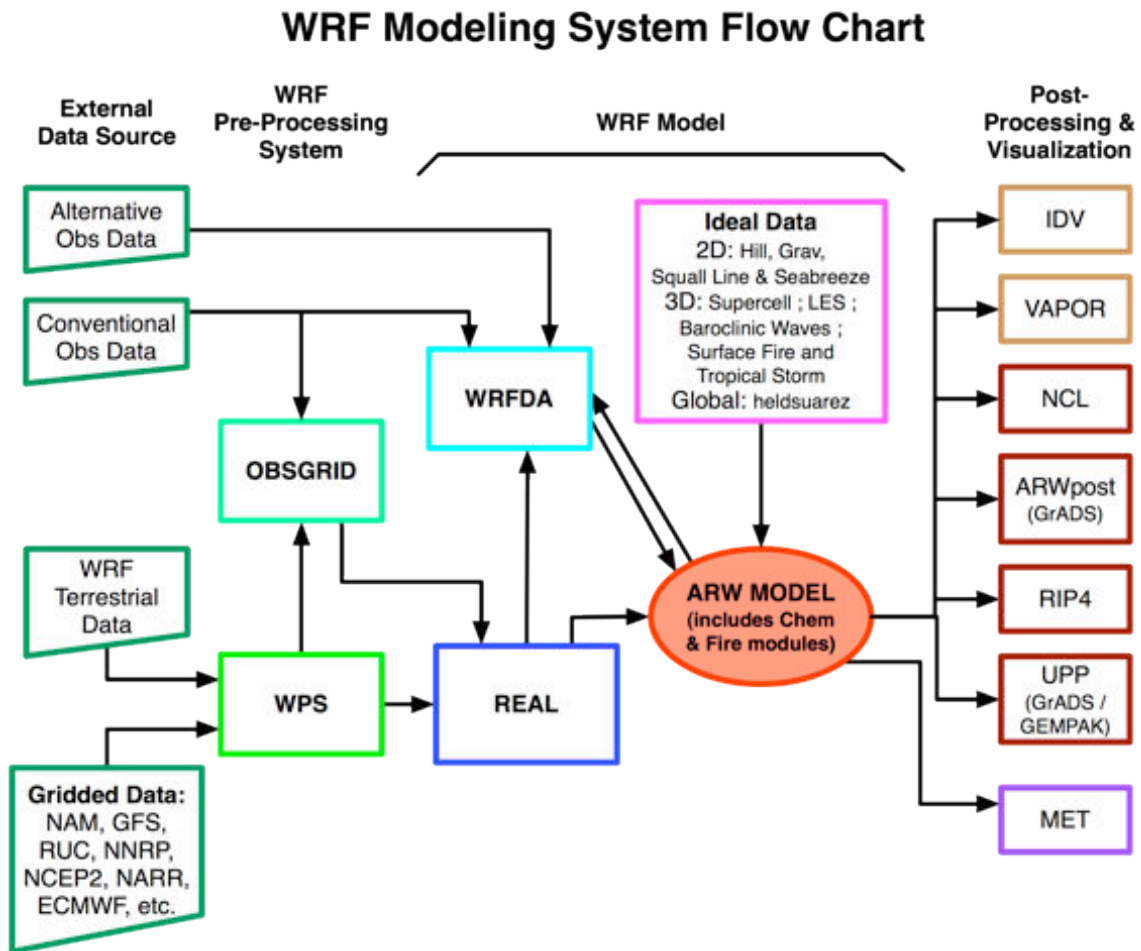 WRF Modeling System Flow Chart
External
Data Source
WRF
Pre-Processing
System
WRF Model
Post-
Processing &
Visualization
Alternative
Obs Data
Conventional
Obs Data
WRF
Terrestrial
Data
Gridded Data:
NAM, GFS,
RUC, NNRP,
NCEP2, NARR,
ECMWF, etc.
OBSGRID
WPS
WRFDA
REAL
Ideal Data
2D: Hill, Grav,
Squall Line & Seabreeze
3D: Supercell ; LES ;
Baroclinic Waves ;
Surface Fire and
Tropical Storm
Global: heldsuarez
ARW MODEL
(includes Chem
& Fire modules)
IDV
VAPOR
NCL
ARWpost
(GrADS)
RIP4
UPP
(GrADS /
GEMPAK)
MET